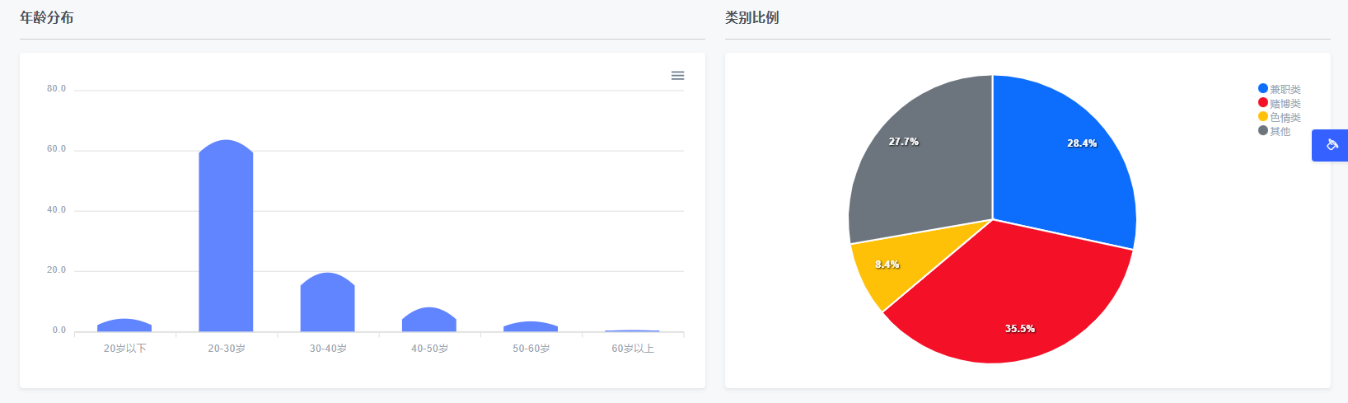 年龄分布
80.0
60.0
40.0
20.0
0.0
20岁以下
20-30岁
30-40岁
40-50岁
50-60岁
60岁以上
类别比例
27.7%
28.4%
8.4%
35.5%
兼职类
赌博类
色情类
其他